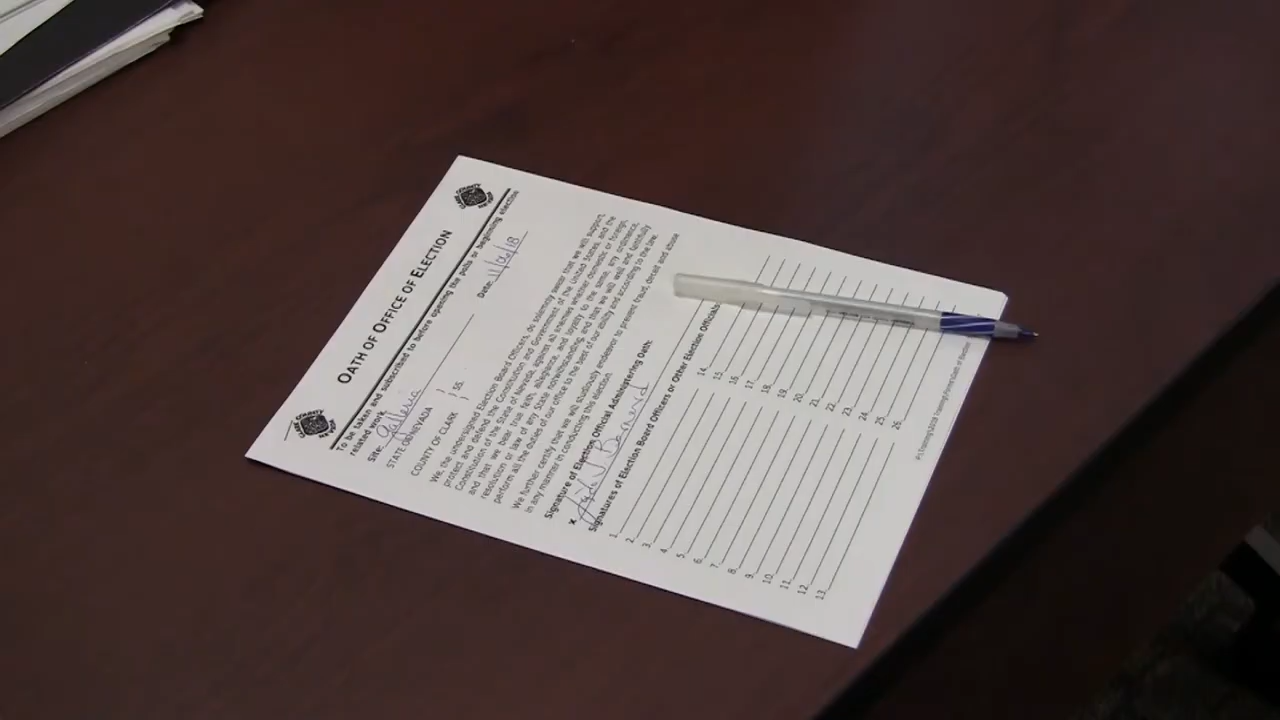 OATH OF OFFICE OF ELECTION
To be taken and subscribed to before opening the polls or beginning election
related work.
Site: Galleria Date: 11/06/18
STATE OF NEVADA )
) ss.
COUNTY OF CLARK )
We, the undersigned Election Board Officers, do solemnly swear that we will support,
protect and defend the Constitution and Government of the United States, and the
Constitution of the State of Nevada, against all enemies whether domestic or foreign,
and that we bear true faith, allegiance, and loyalty to the same, any ordinance,
resolution or law of any State notwithstanding, and that we will well and faithfully
perform all the duties of our office to the best of our ability and according to the law.
We further certify that we will studiously endeavor to prevent fraud, deceit and abuse
in any manner in conducting this election.
Signature of Election Official Administering Oath:
x
Signatures of Election Board Officers or Other Election Officials
1. 14.
2. 15.
3. 16.
4. 17.
5. 18.
6. 19.
7. 20.
8. 21.
9. 22.
10. 23.
11. 24.
12. 25.
13. 26.